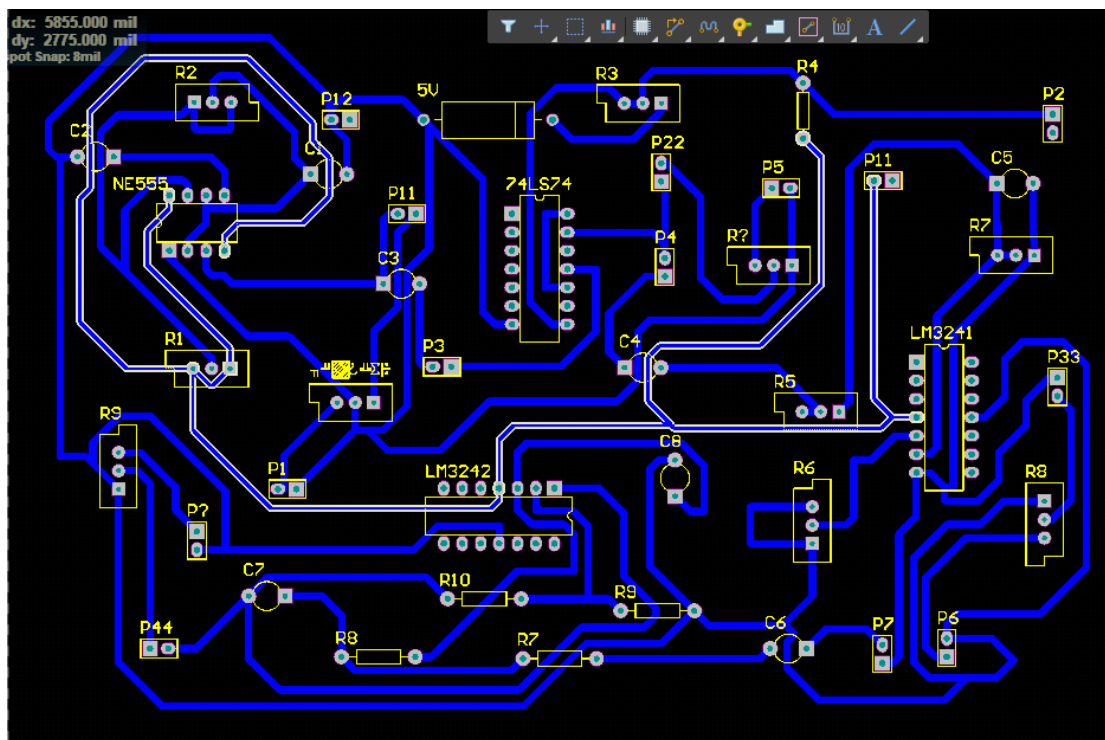 dx: 5855.000 mil
dy: 2775.000 mil
pot Snap: 8mil
A
R2
P12
5V
R3
R4
P2
C2
C1
P22
P5
P11
C5
NE555
P11
74LS74
C3
P4
R?
R7
R1
P3
C4
LM3241
P33
R9
R5
P1
LM3242
C8
R6
R8
P?
C7
R10
R9
P44
R8
R7
C6
P7
P6